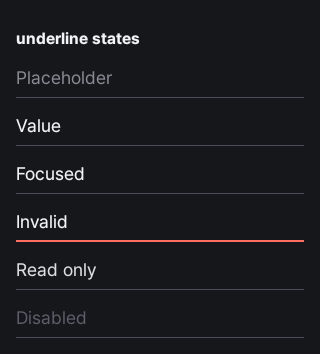 underline states
Placeholder
Value
Focused
Invalid
Read only
Disabled